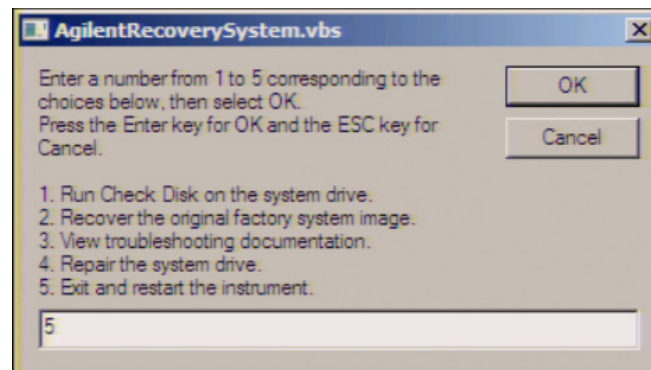 AgilentRecoverySystem.vbs
Enter a number from 1 to 5 corresponding to the
choices below, then select OK.
Press the Enter key for OK and the ESC key for
Cancel.
OK
Cancel
1. Run Check Disk on the system drive.
2. Recover the original factory system image.
3. View troubleshooting documentation.
4. Repair the system drive.
5. Exit and restart the instrument.
5